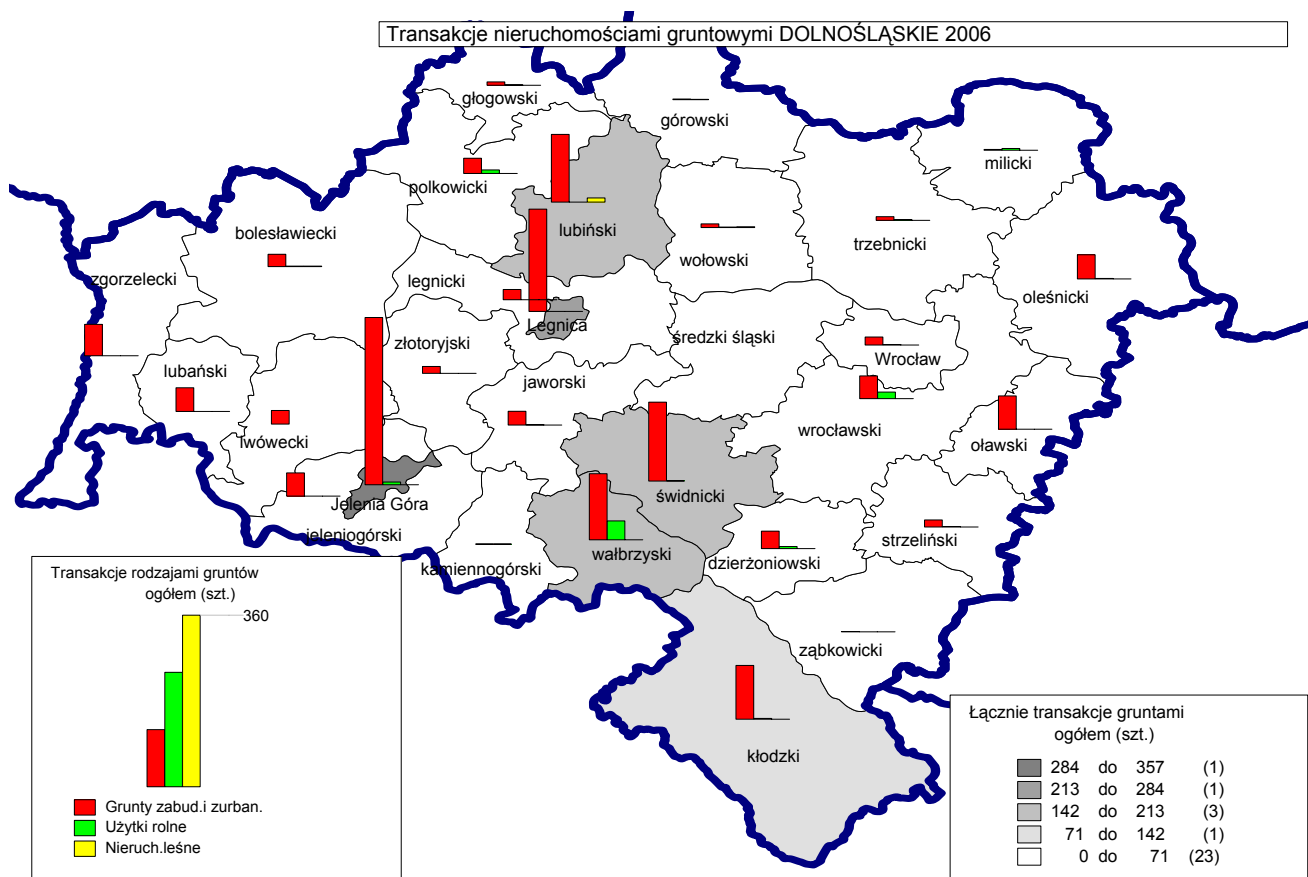 Transakcje nieruchomościami gruntowymi DOLNOŚLĄSKIE 2006
głogowski
górowski
milicki
polkowicki
lubiński
bolesławiecki
wołowski
trzebnicki
zgorzelecki
legnicki
oleśnicki
Legnica
średzki śląski
złotoryjski
Wrocław
lubański
jaworski
lwówecki
wrocławski
oławski
Jelenia Góra
świdnicki
jeleniogórski
wałbrzyski
dzierżoniowski
strzeliński
kamiennogórski
ząbkowicki
kłodzki
Transakcje rodzajami gruntów
ogółem (szt.)
360
Grunty zabud.i zurban.
Użytki rolne
Nieruch.leśne
Łącznie transakcje gruntami
ogółem (szt.)
284 do 357 (1)
213 do 284 (1)
142 do 213 (3)
71 do 142 (1)
0 do 71 (23)